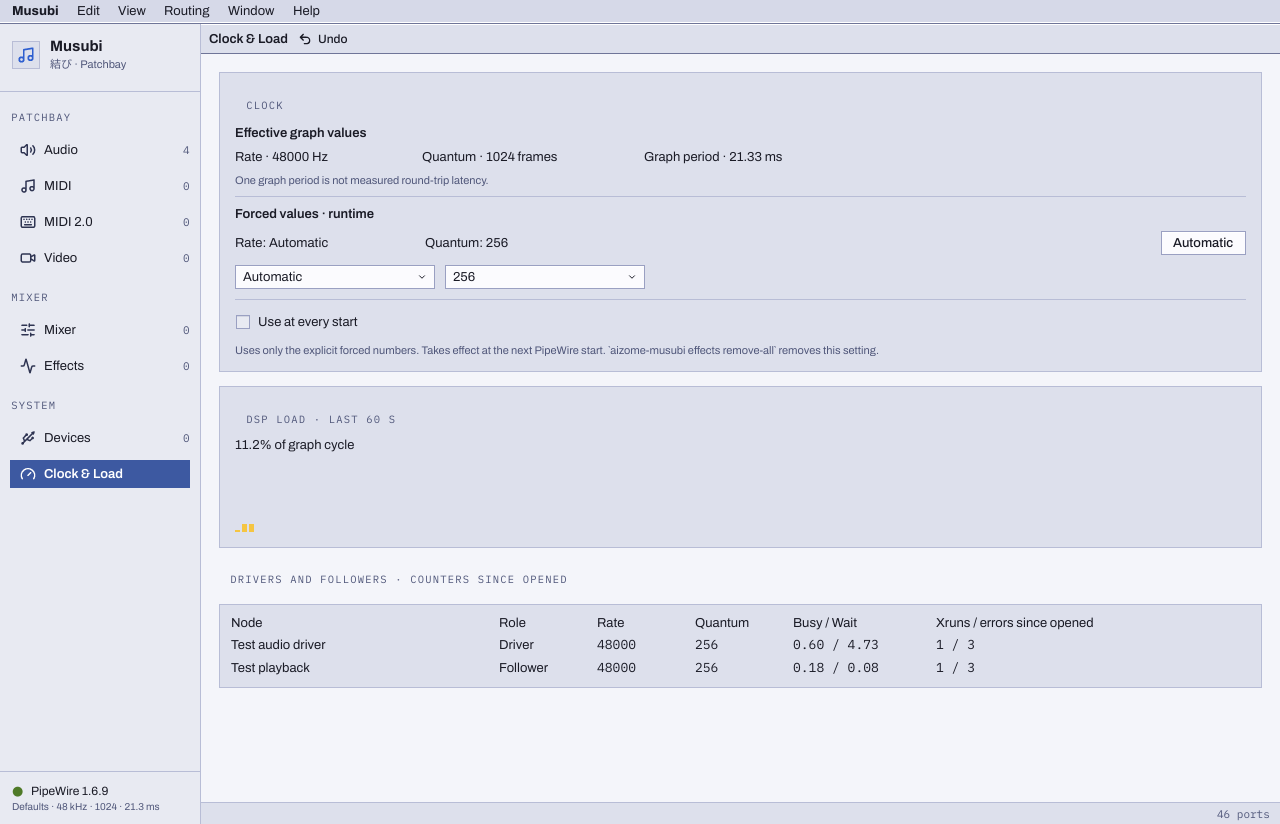 Musubi Edit View Routing Window Help
Musubi
結び · Patchbay
Clock & Load Undo
PATCHBAY
Audio 4
MIDI 0
MIDI 2.0 0
Video 0
MIXER
Mixer 0
Effects 0
SYSTEM
Devices 0
Clock & Load
PipeWire 1.6.9
Defaults · 48 kHz · 1024 · 21.3 ms
CLOCK
Effective graph values
Rate · 48000 Hz Quantum · 1024 frames Graph period · 21.33 ms
One graph period is not measured round-trip latency.
Forced values · runtime
Rate: Automatic Quantum: 256 Automatic
Automatic 256
Use at every start
Uses only the explicit forced numbers. Takes effect at the next PipeWire start. `aizome-musubi effects remove-all` removes this setting.
DSP LOAD · LAST 60 S
11.2% of graph cycle
DRIVERS AND FOLLOWERS · COUNTERS SINCE OPENED
Node Role Rate Quantum Busy / Wait Xruns / errors since opened
Test audio driver Driver 48000 256 0.60 / 4.73 1 / 3
Test playback Follower 48000 256 0.18 / 0.08 1 / 3
46 ports